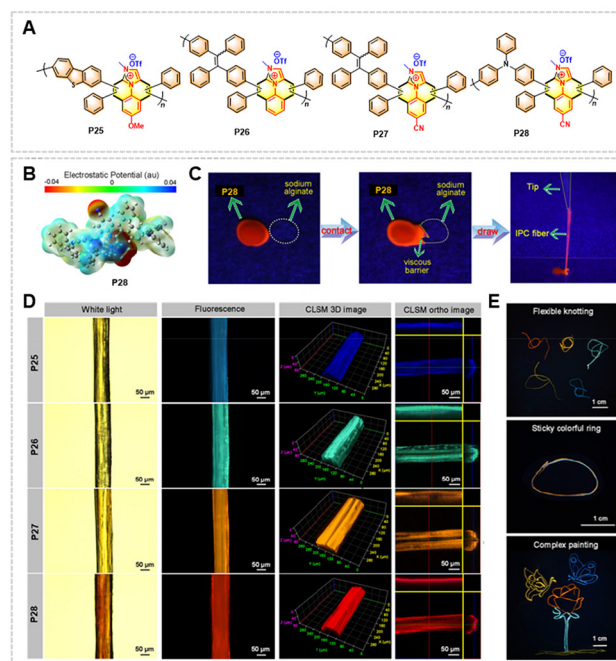 A
N
⊖
OTf
N
⊕
S
n
OMe
P25
N
⊖
OTf
N
⊕
n
P26
N
⊖
OTf
N
⊕
n
CN
P27
N
N
⊖
OTf
N
⊕
n
CN
P28
B
Electrostatic Potential (au)
-0.04 0 0.04
P28
C
P28 sodium alginate
contact
P28 sodium alginate
viscous barrier
draw
Tip
IPC fiber
D
White light Fluorescence CLSM 3D image CLSM ortho image
P25
50 µm 50 µm 50 µm
P26
50 µm 50 µm 50 µm
P27
50 µm 50 µm 50 µm
P28
50 µm 50 µm 50 µm
E
Flexible knotting
1 cm
Sticky colorful ring
1 cm
Complex painting
1 cm